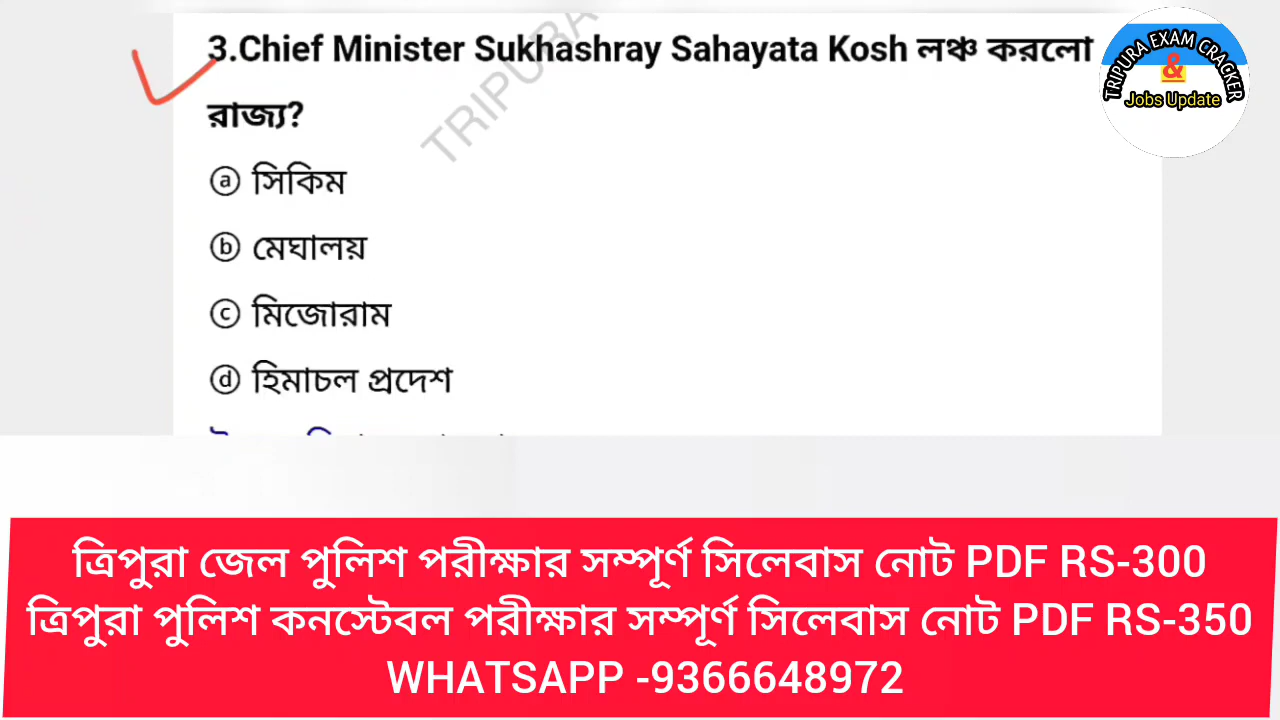 3.Chief Minister Sukhashray Sahayata Kosh লঞ্চ করলো
রাজ্য?
ⓐ সিকিম
ⓑ মেঘালয়
ⓒ মিজোরাম
ⓓ হিমাচল প্রদেশ
TRIPURA
TRIPURA EXAM CRACKER
&
Jobs Update
ত্রিপুরা জেল পুলিশ পরীক্ষার সম্পূর্ণ সিলেবাস নোট PDF RS-300
ত্রিপুরা পুলিশ কনস্টেবল পরীক্ষার সম্পূর্ণ সিলেবাস নোট PDF RS-350
WHATSAPP -9366648972